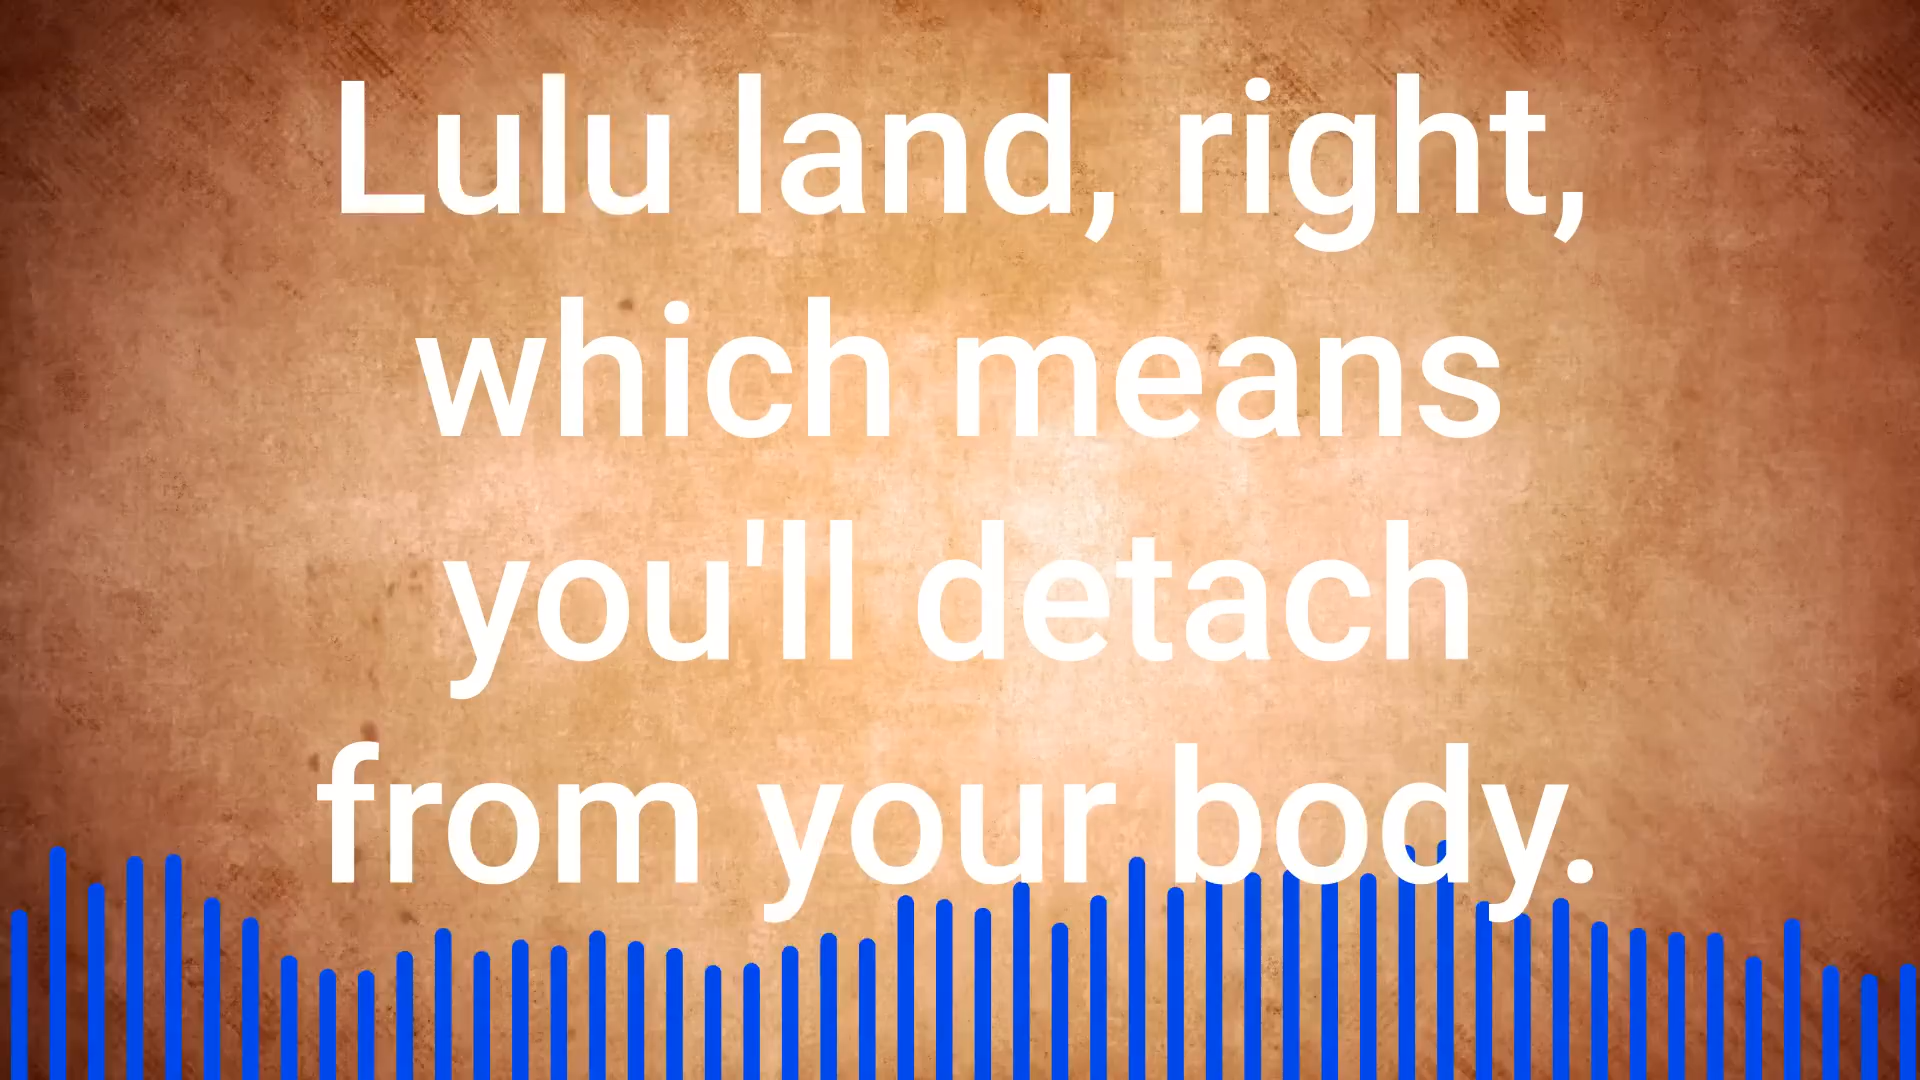 Lulu land, right,
which means
you'll detach
from your body.